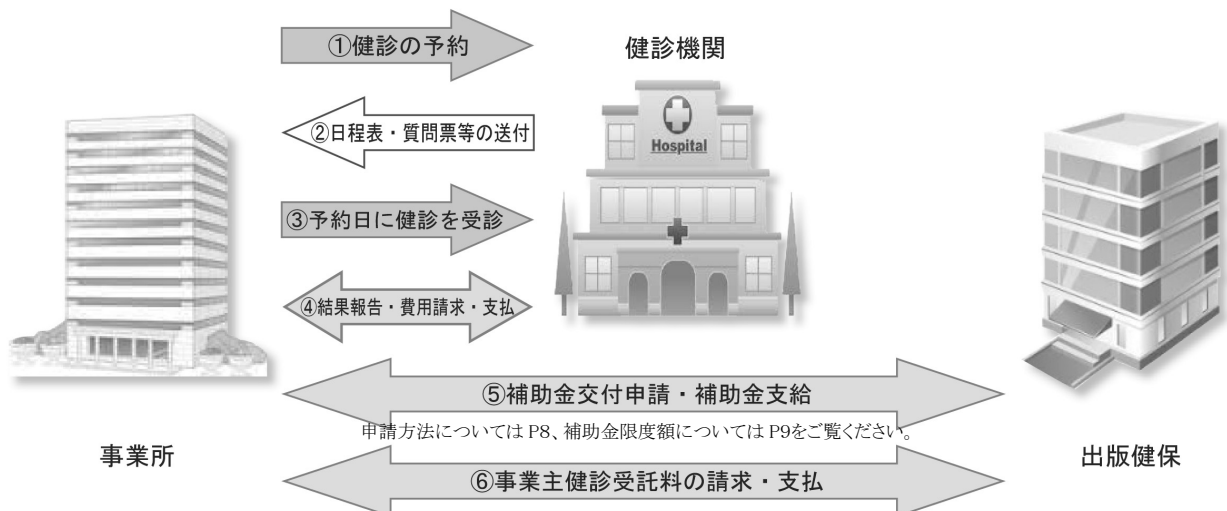 ①健診の予約
健診機関
②日程表・質問票等の送付
Hospital
③予約日に健診を受診
④結果報告・費用請求・支払
⑤補助金交付申請・補助金支給
申請方法についてはP8、補助金限度額についてはP9をご覧ください。
事業所
出版健保
⑥事業主健診受託料の請求・支払